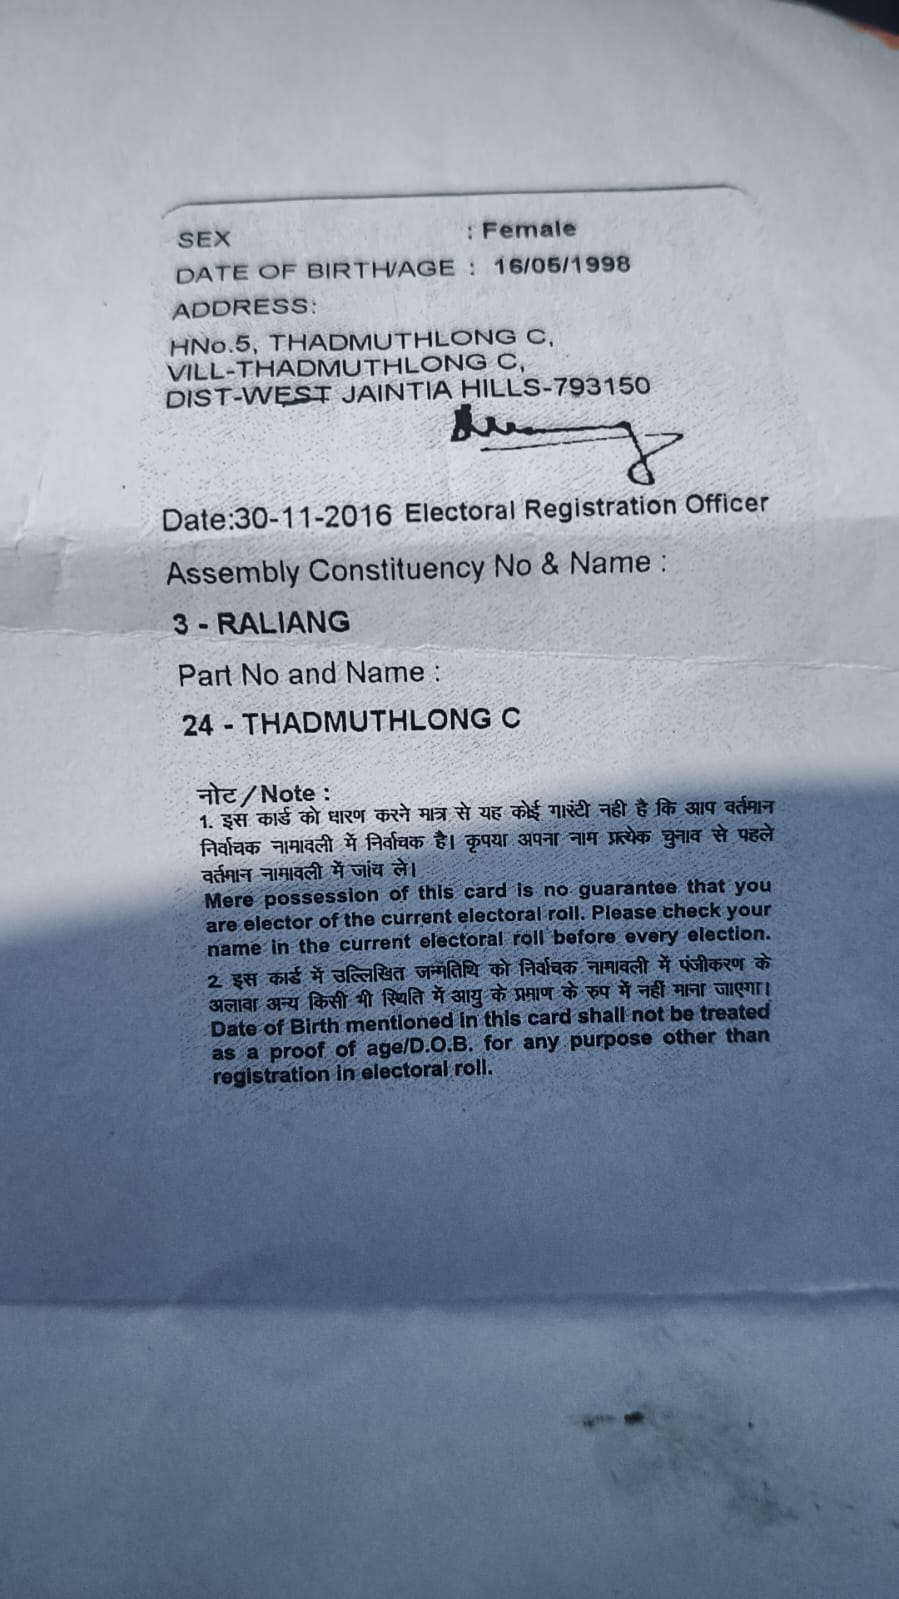 SEX : Female
DATE OF BIRTH/AGE : 16/05/1998
ADDRESS:
HNo.5, THADMUTHLONG C,
VILL-THADMUTHLONG C,
DIST-WEST JAINTIA HILLS-793150
Date:30-11-2016 Electoral Registration Officer
Assembly Constituency No & Name :
3 - RALIANG
Part No and Name :
24 - THADMUTHLONG C
नोट/Note :
1. इस कार्ड को धारण करने मात्र से यह कोई गारंटी नही है कि आप वर्तमान
निर्वाचक नामावली में निर्वाचक है। कृपया अपना नाम प्रत्येक चुनाव से पहले
वर्तमान नामावली में जांच ले।
Mere possession of this card is no guarantee that you
are elector of the current electoral roll. Please check your
name in the current electoral roll before every election.
2. इस कार्ड में उल्लिखित जन्मतिथि को निर्वाचक नामावली में पंजीकरण के
अलावा अन्य किसी भी स्थिति में आयु के प्रमाण के रुप में नहीं माना जाएगा।
Date of Birth mentioned in this card shall not be treated
as a proof of age/D.O.B. for any purpose other than
registration in electoral roll.